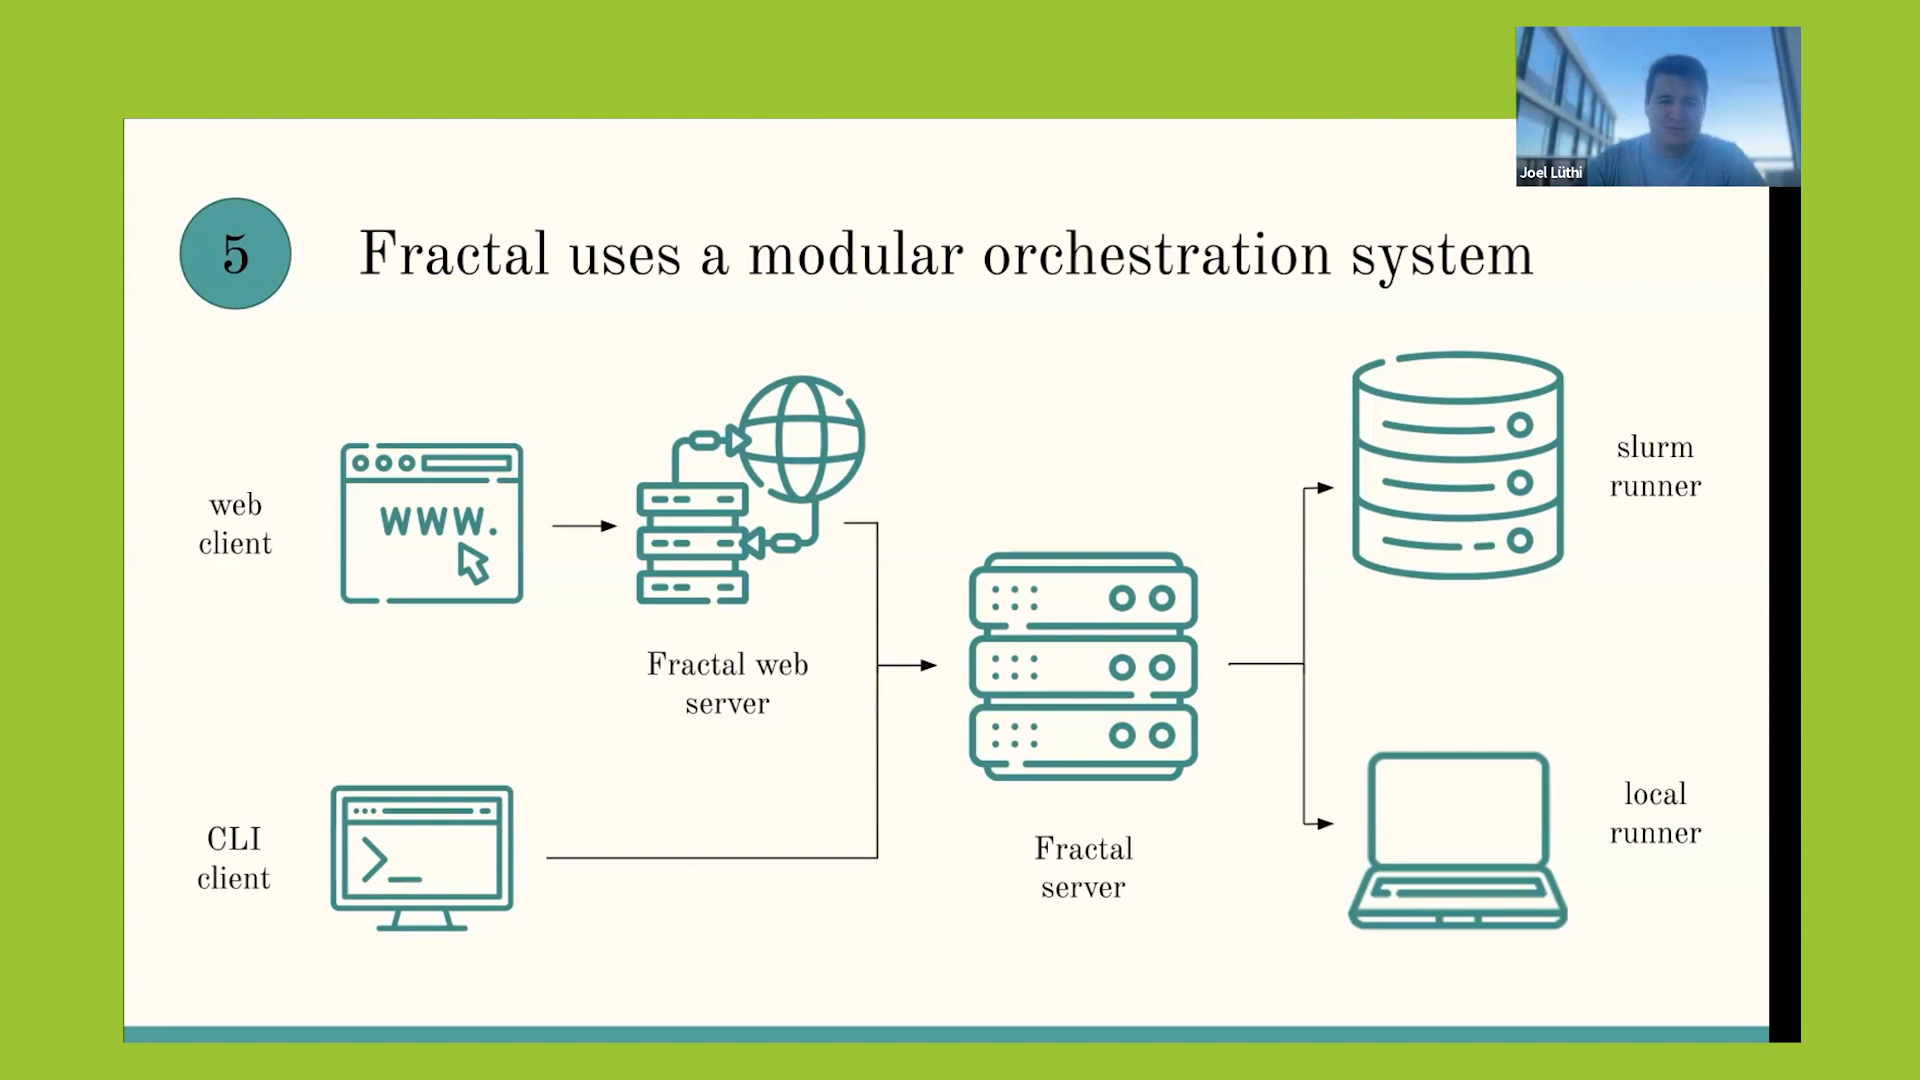 Joel Lüthi
5
Fractal uses a modular orchestration system
web
client
WWW.
Fractal web
server
CLI
client
>_
Fractal
server
slurm
runner
local
runner